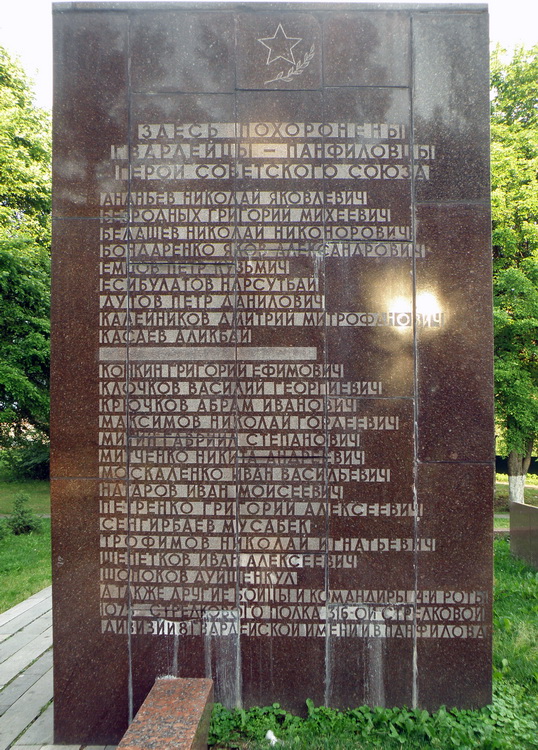 ЗДЕСЬ ПОХОРОНЕНЫ
ГВАРДЕЙЦЫ – ПАНФИЛОВЦЫ
ГЕРОИ СОВЕТСКОГО СОЮЗА
АНАНЬЕВ НИКОЛАЙ ЯКОВЛЕВИЧ
БЕЗРОДНЫХ ГРИГОРИЙ МИХЕЕВИЧ
БЕЛАШЕВ НИКОЛАЙ НИКОНОРОВИЧ
БОНДАРЕНКО ЯКОВ АЛЕКСАНДРОВИЧ
ЕМЦОВ ПЕТР КУЗЬМИЧ
ЕСИБУЛАТОВ НАРСУТБАЙ
ДУТОВ ПЕТР ДАНИЛОВИЧ
КАЛЕЙНИКОВ ДМИТРИЙ МИТРОФАНОВИЧ
КАСАЕВ АЛИКБАЙ
КОНКИН ГРИГОРИЙ ЕФИМОВИЧ
КЛОЧКОВ ВАСИЛИЙ ГЕОРГИЕВИЧ
КРЮЧКОВ АБРАМ ИВАНОВИЧ
МАКСИМОВ НИКОЛАЙ ГОРДЕЕВИЧ
МИТИН ГАВРИИЛ СТЕПАНОВИЧ
МИТЧЕНКО НИКИТА АНДРЕЕВИЧ
МОСКАЛЕНКО ИВАН ВАСИЛЬЕВИЧ
НАТАРОВ ИВАН МОИСЕЕВИЧ
ПЕТРЕНКО ГРИГОРИЙ АЛЕКСЕЕВИЧ
СЕНГИРБАЕВ МУСАБЕК
ТРОФИМОВ НИКОЛАЙ ИГНАТЬЕВИЧ
ШЕПЕТКОВ ИВАН АЛЕКСЕЕВИЧ
ШОПОКОВ ДУЙШЕНКУЛ
А ТАКЖЕ ДРУГИЕ БОЙЦЫ И КОМАНДИРЫ 4-Й РОТЫ
1075 СТРЕЛКОВОГО ПОЛКА 316-ОЙ СТРЕЛКОВОЙ
ДИВИЗИИ 8 ГВАРДЕЙСКОЙ ИМЕНИ И В ПАНФИЛОВА